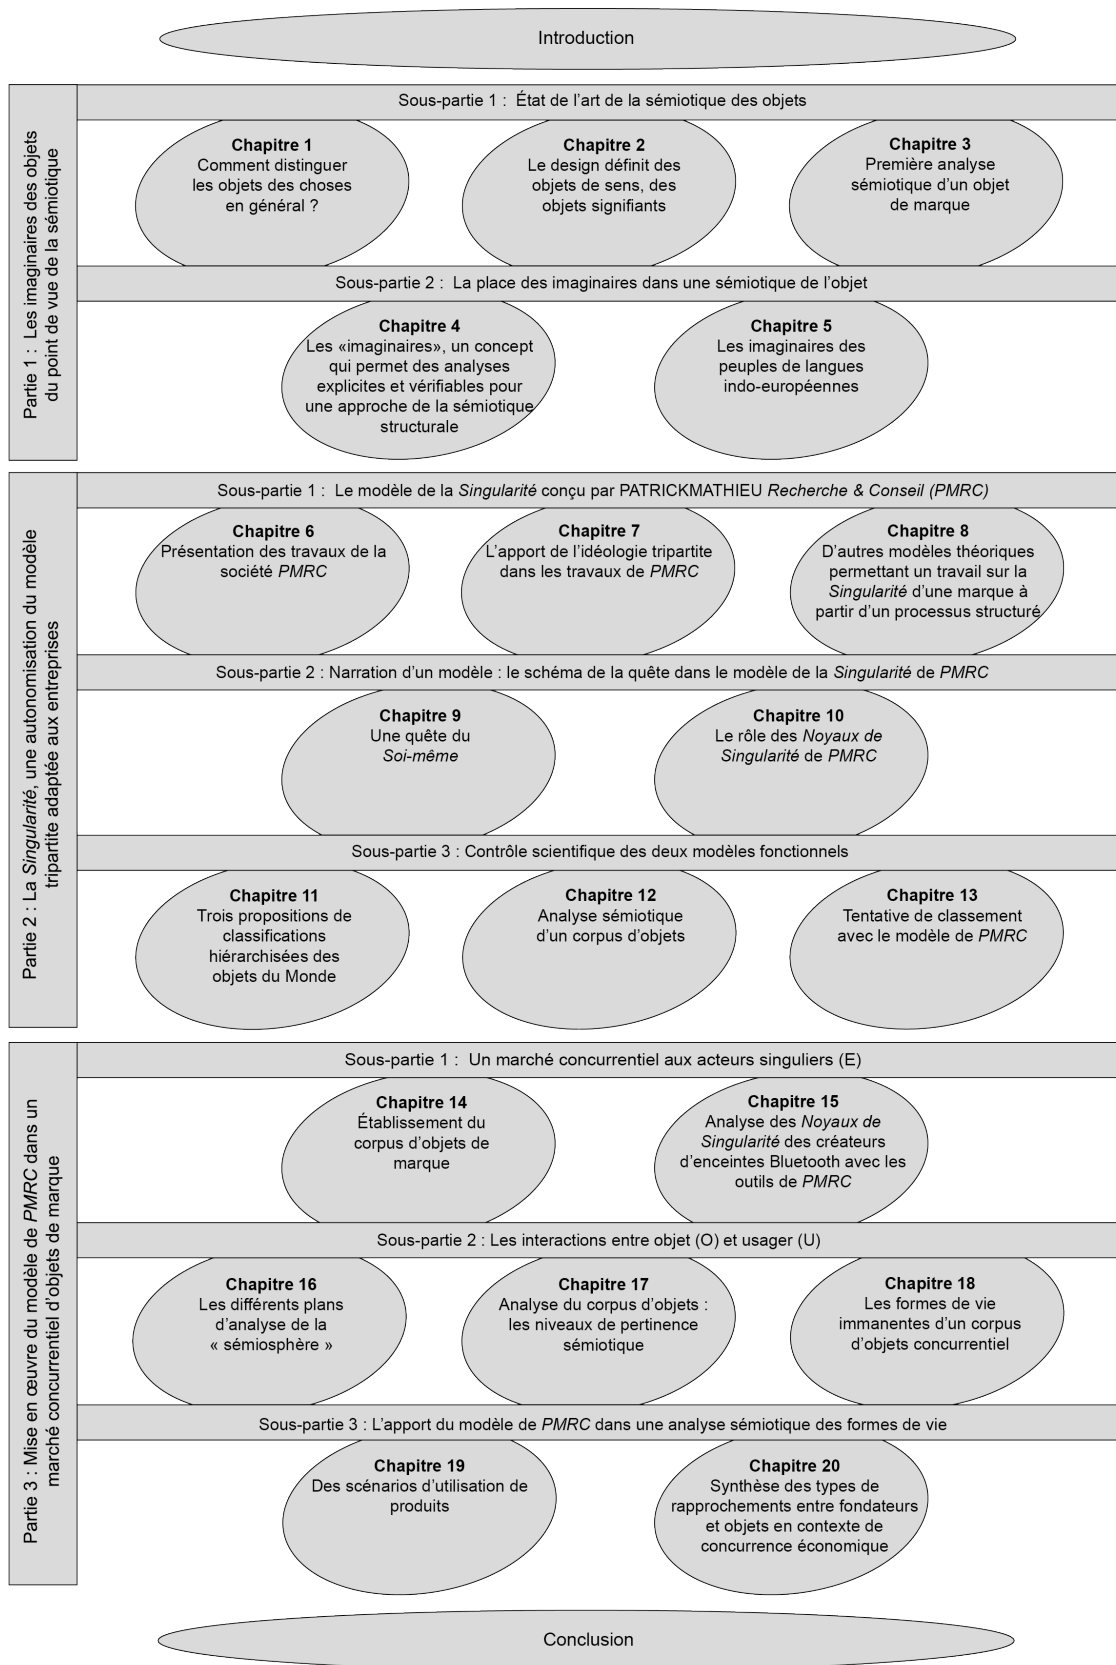 Introduction
Partie 1 : Les imaginaires des objets
du point de vue de la sémiotique
Sous-partie 1 : État de l'art de la sémiotique des objets
Chapitre 1
Comment distinguer
les objets des choses
en général ?
Chapitre 2
Le design définit des
objets de sens, des
objets signifiants
Chapitre 3
Première analyse
sémiotique d'un objet
de marque
Sous-partie 2 : La place des imaginaires dans une sémiotique de l'objet
Chapitre 4
Les «imaginaires», un concept
qui permet des analyses
explicites et vérifiables pour
une approche de la sémiotique
structurale
Chapitre 5
Les imaginaires des
peuples de langues
indo-européennes
Partie 2 : La Singularité, une autonomisation du modèle
tripartite adaptée aux entreprises
Sous-partie 1 : Le modèle de la Singularité conçu par PATRICKMATHIEU Recherche & Conseil (PMRC)
Chapitre 6
Présentation des travaux de la
société PMRC
Chapitre 7
L'apport de l'idéologie tripartite
dans les travaux de PMRC
Chapitre 8
D'autres modèles théoriques
permettant un travail sur la
Singularité d'une marque à
partir d'un processus structuré
Sous-partie 2 : Narration d'un modèle : le schéma de la quête dans le modèle de la Singularité de PMRC
Chapitre 9
Une quête du
Soi-même
Chapitre 10
Le rôle des Noyaux de
Singularité de PMRC
Sous-partie 3 : Contrôle scientifique des deux modèles fonctionnels
Chapitre 11
Trois propositions de
classifications
hiérarchisées des
objets du Monde
Chapitre 12
Analyse sémiotique
d'un corpus d'objets
Chapitre 13
Tentative de classement
avec le modèle de PMRC
Partie 3 : Mise en œuvre du modèle de PMRC dans un
marché concurrentiel d'objets de marque
Sous-partie 1 : Un marché concurrentiel aux acteurs singuliers (E)
Chapitre 14
Établissement du
corpus d'objets de
marque
Chapitre 15
Analyse des Noyaux de
Singularité des créateurs
d'enceintes Bluetooth avec les
outils de PMRC
Sous-partie 2 : Les interactions entre objet (O) et usager (U)
Chapitre 16
Les différents plans
d'analyse de la
« sémiosphère »
Chapitre 17
Analyse du corpus d'objets :
les niveaux de pertinence
sémiotique
Chapitre 18
Les formes de vie
immanentes d'un corpus
d'objets concurrentiel
Sous-partie 3 : L'apport du modèle de PMRC dans une analyse sémiotique des formes de vie
Chapitre 19
Des scénarios d'utilisation de
produits
Chapitre 20
Synthèse des types de
rapprochements entre fondateurs
et objets en contexte de
concurrence économique
Conclusion